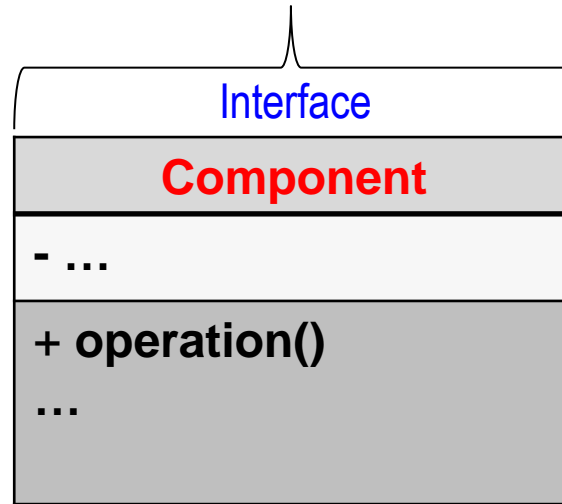 Interface
Component
- …
+ operation()
…